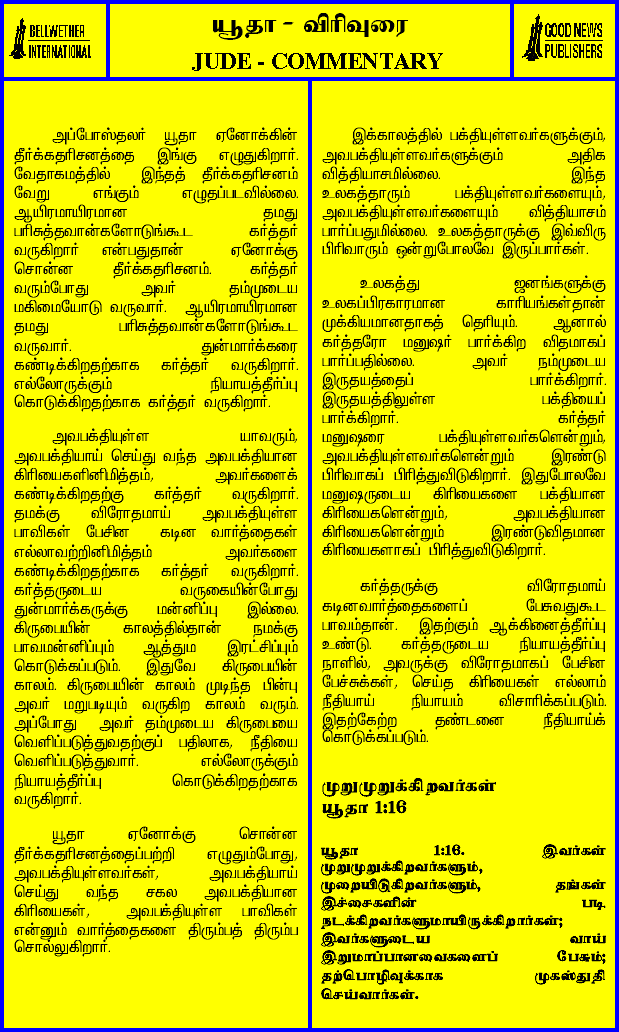 BELLWETHER
INTERNATIONAL
யூதா - விரிவுரை
JUDE - COMMENTARY
GOOD NEWS
PUBLISHERS
அப்போஸ்தலர் யூதா ஏனோக்கின்
தீர்க்கதரிசனத்தை இங்கு எழுதுகிறார்.
வேதாகமத்தில் இந்தத் தீர்க்கதரிசனம்
வேறு எங்கும் எழுதப்படவில்லை.
ஆயிரமாயிரமான தமது
பரிசுத்தவான்களோடுங்கூட கர்த்தர்
வருகிறார் என்பதுதான் ஏனோக்கு
சொன்ன தீர்க்கதரிசனம். கர்த்தர்
வரும்போது அவர் தம்முடைய
மகிமையோடு வருவார். ஆயிரமாயிரமான
தமது பரிசுத்தவான்களோடுங்கூட
வருவார். துன்மார்க்கரை
கண்டிக்கிறதற்காக கர்த்தர் வருகிறார்.
எல்லோருக்கும் நியாயத்தீர்ப்பு
கொடுக்கிறதற்காக கர்த்தர் வருகிறார்.
அவபக்தியுள்ள யாவரும்,
அவபக்தியாய் செய்து வந்த அவபக்தியான
கிரியைகளினிமித்தம், அவர்களைக்
கண்டிக்கிறதற்கு கர்த்தர் வருகிறார்.
தமக்கு விரோதமாய் அவபக்தியுள்ள
பாவிகள் பேசின கடின வார்த்தைகள்
எல்லாவற்றினிமித்தம் அவர்களை
கண்டிக்கிறதற்காக கர்த்தர் வருகிறார்.
கர்த்தருடைய வருகையின்போது
துன்மார்க்கருக்கு மன்னிப்பு இல்லை.
கிருபையின் காலத்தில்தான் நமக்கு
பாவமன்னிப்பும் ஆத்தும இரட்சிப்பும்
கொடுக்கப்படும். இதுவே கிருபையின்
காலம். கிருபையின் காலம் முடிந்த பின்பு
அவர் மறுபடியும் வருகிற காலம் வரும்.
அப்போது அவர் தம்முடைய கிருபையை
வெளிப்படுத்துவதற்குப் பதிலாக, நீதியை
வெளிப்படுத்துவார். எல்லோருக்கும்
நியாயத்தீர்ப்பு கொடுக்கிறதற்காக
வருகிறார்.
யூதா ஏனோக்கு சொன்ன
தீர்க்கதரிசனத்தைப்பற்றி எழுதும்போது,
அவபக்தியுள்ளவர்கள், அவபக்தியாய்
செய்து வந்த சகல அவபக்தியான
கிரியைகள், அவபக்தியுள்ள பாவிகள்
என்னும் வார்த்தைகளை திரும்பத் திரும்ப
சொல்லுகிறார்.
இக்காலத்தில் பக்தியுள்ளவர்களுக்கும்,
அவபக்தியுள்ளவர்களுக்கும் அதிக
வித்தியாசமில்லை. இந்த
உலகத்தாரும் பக்தியுள்ளவர்களையும்,
அவபக்தியுள்ளவர்களையும் வித்தியாசம்
பார்ப்பதுமில்லை. உலகத்தாருக்கு இவ்விரு
பிரிவாரும் ஒன்றுபோலவே இருப்பார்கள்.
உலகத்து ஜனங்களுக்கு
உலகப்பிரகாரமான காரியங்கள்தான்
முக்கியமானதாகத் தெரியும். ஆனால்
கர்த்தரோ மனுஷர் பார்க்கிற விதமாகப்
பார்ப்பதில்லை. அவர் நம்முடைய
இருதயத்தைப் பார்க்கிறார்.
இருதயத்திலுள்ள பக்தியைப்
பார்க்கிறார். கர்த்தர்
மனுஷரை பக்தியுள்ளவர்களென்றும்,
அவபக்தியுள்ளவர்களென்றும் இரண்டு
பிரிவாகப் பிரித்துவிடுகிறார். இதுபோலவே
மனுஷருடைய கிரியைகளை பக்தியான
கிரியைகளென்றும், அவபக்தியான
கிரியைகளென்றும் இரண்டுவிதமான
கிரியைகளாகப் பிரித்துவிடுகிறார்.
கர்த்தருக்கு விரோதமாய்
கடினவார்த்தைகளைப் பேசுவதுகூட
பாவம்தான். இதற்கும் ஆக்கினைத்தீர்ப்பு
உண்டு. கர்த்தருடைய நியாயத்தீர்ப்பு
நாளில், அவருக்கு விரோதமாகப் பேசின
பேச்சுக்கள், செய்த கிரியைகள் எல்லாம்
நீதியாய் நியாயம் விசாரிக்கப்படும்.
இதற்கேற்ற தண்டனை நீதியாய்க்
கொடுக்கப்படும்.
முறுமுறுக்கிறவர்கள்
யூதா 1:16
யூதா 1:16. இவர்கள்
முறுமுறுக்கிறவர்களும்,
முறையிடுகிறவர்களும், தங்கள்
இச்சைகளின் படி
நடக்கிறவர்களுமாயிருக்கிறார்கள்;
இவர்களுடைய வாய்
இறுமாப்பானவைகளைப் பேசும்;
தற்பொழிவுக்காக முகஸ்துதி
செய்வார்கள்.